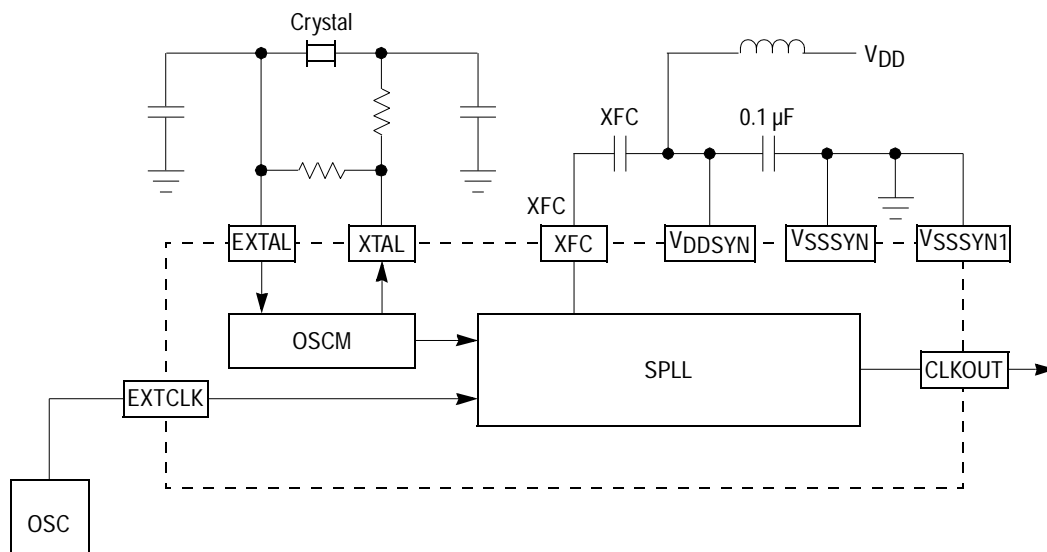 Crystal
VDD
XFC
0.1 µF
XFC
EXTAL
XTAL
XFC
VDDSYN
VSSSYN
VSSSYN1
OSCM
SPLL
CLKOUT
EXTCLK
OSC